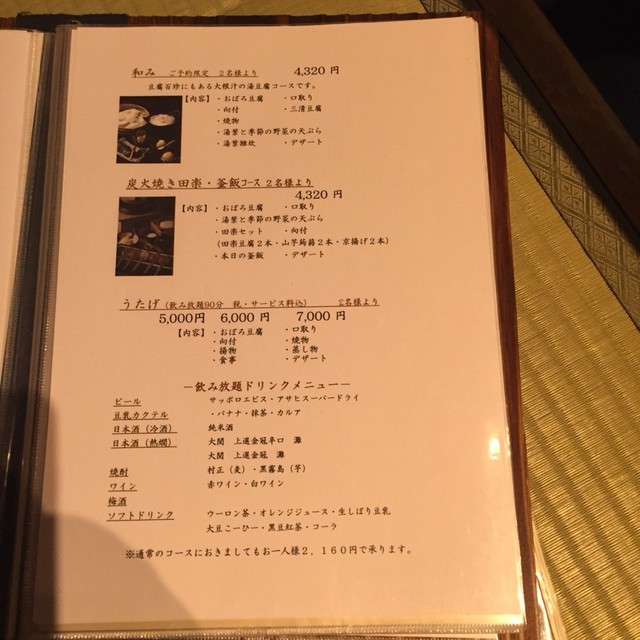 和み ご予約限定 2名様より 4,320 円
豆腐百珍にもある大根汁の湯豆腐コースです。
【内容】・おぼろ豆腐 ・口取り
・向付 ・三清豆腐
・焼物
・湯葉と季節の野菜の天ぷら
・湯葉雑炊 ・デザート
炭火焼き田楽・釜飯コース 2名様より
4,320 円
【内容】・おぼろ豆腐 ・口取り
・湯葉と季節の野菜の天ぷら
・田楽セット ・向付
(田楽豆腐2本・山芋蒟蒻2本・京揚げ2本)
・本日の釜飯 ・デザート
うたげ(飲み放題90分 税・サービス料込) 2名様より
5,000円 6,000 円 7,000 円
【内容】・おぼろ豆腐 ・口取り
・向付 ・焼物
・揚物 ・蒸し物
・食事 ・デザート
―飲み放題ドリンクメニュー―
ビール サッポロエビス・アサヒスーパードライ
豆乳カクテル ・バナナ・抹茶・カルア
日本酒(冷酒) 純米酒
日本酒(熱燗) 大関 上選金冠辛口 灘
大関 上選金冠 灘
焼酎 村正(麦)・黒霧島(芋)
ワイン 赤ワイン・白ワイン
梅酒
ソフトドリンク ウーロン茶・オレンジジュース・生しぼり豆乳
大豆こーひー・黒豆紅茶・コーラ
※通常のコースにおきましてもお一人様2,160円で承ります。